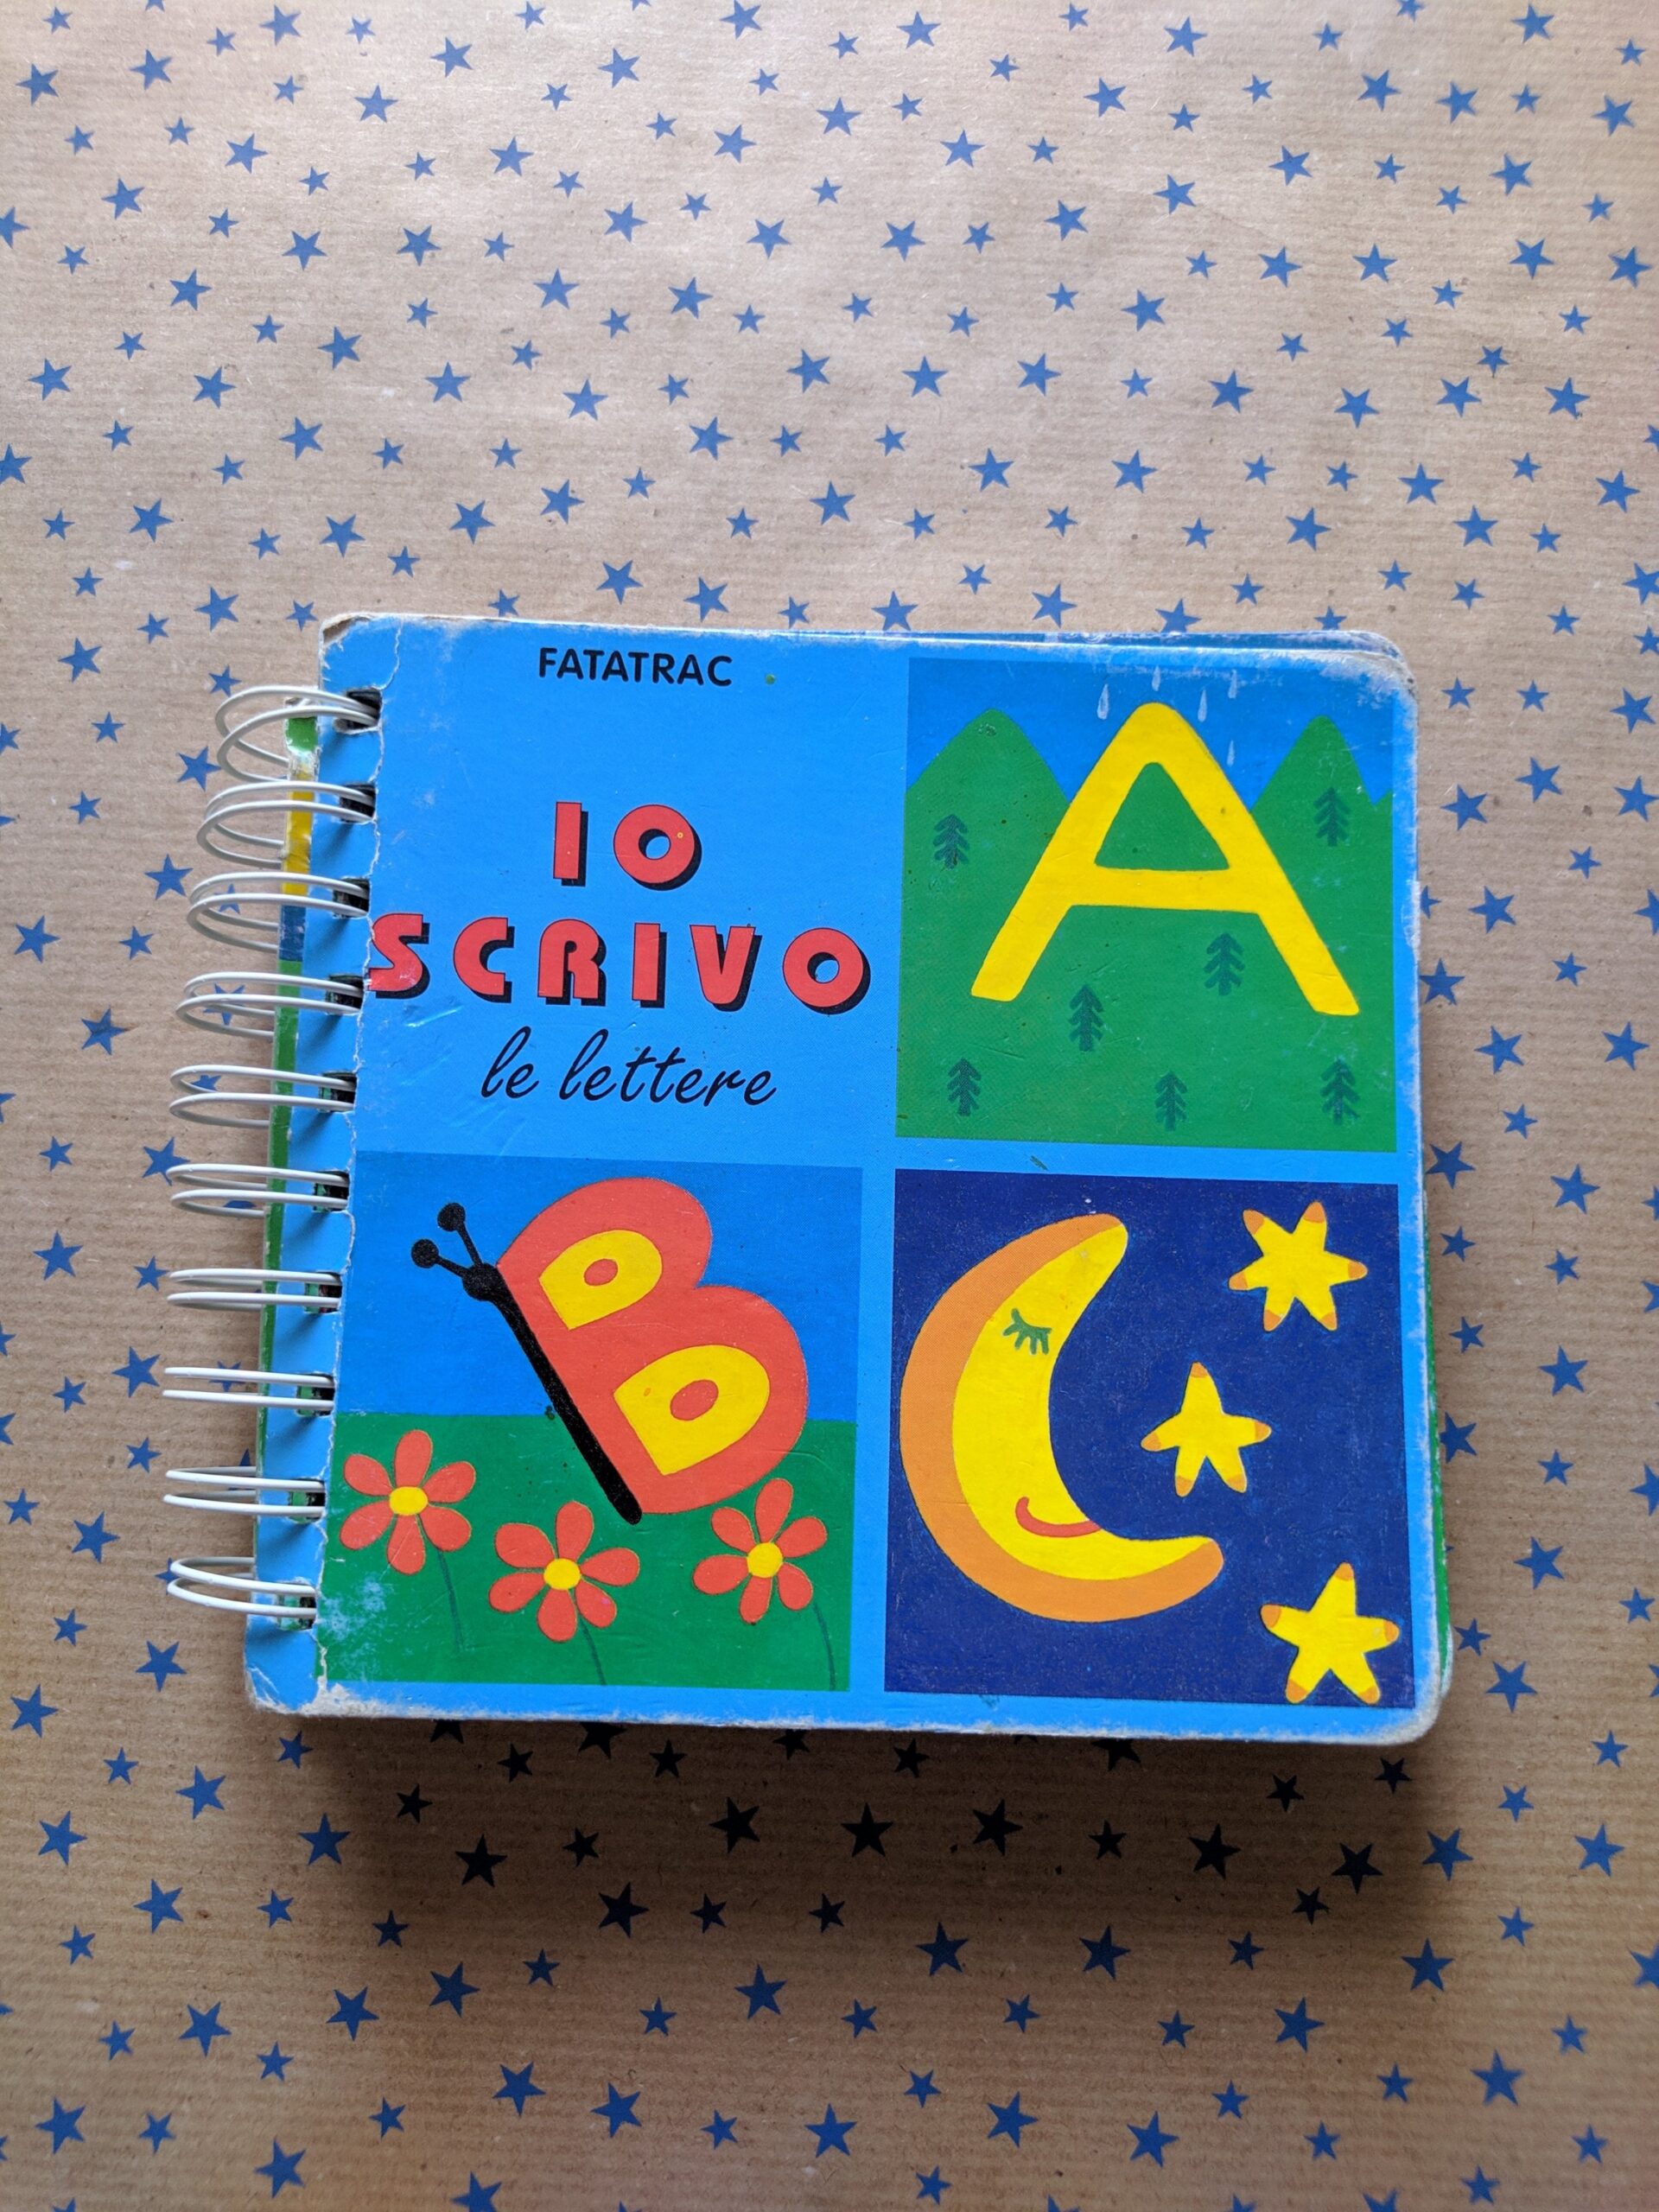 FATATRAC
IO
SCRIVO
le lettere
A
B
C